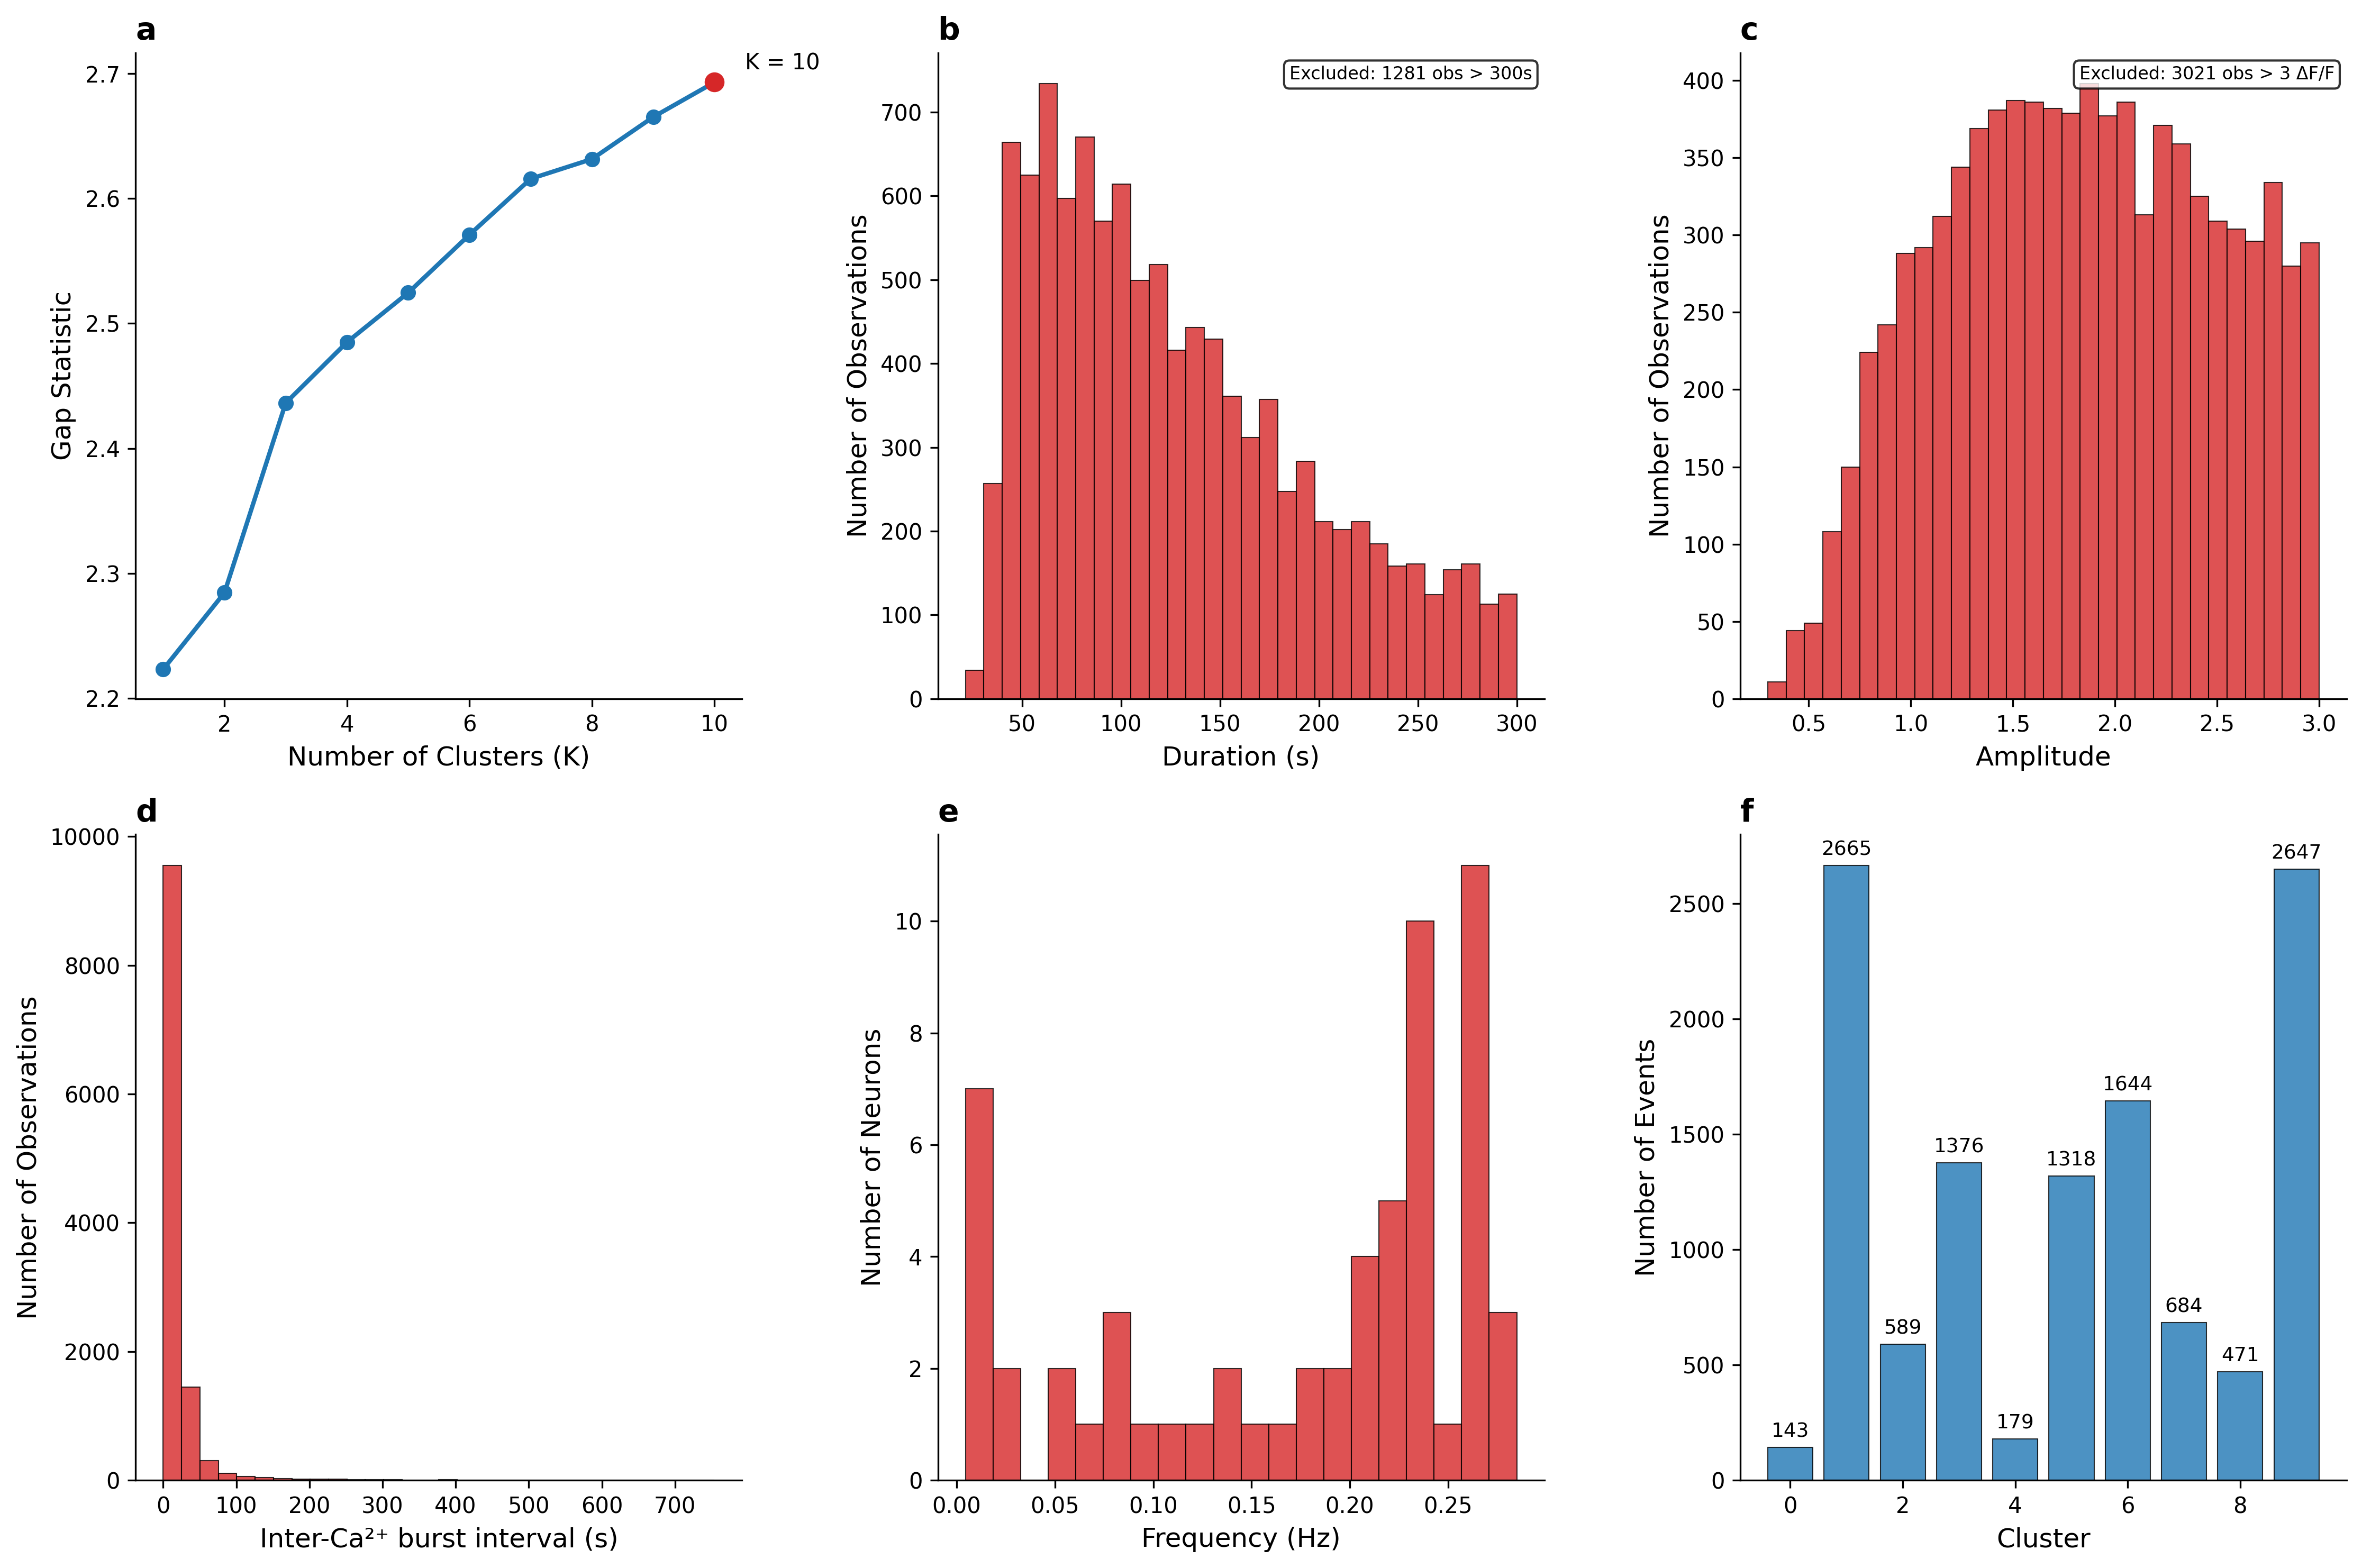 a
K = 10
2.7
2.6
2.5
2.4
2.3
2.2
Gap Statistic
2 4 6 8 10
Number of Clusters (K)
b
Excluded: 1281 obs > 300s
700
600
500
400
300
200
100
0
Number of Observations
50 100 150 200 250 300
Duration (s)
c
Excluded: 3021 obs > 3 ΔF/F
400
350
300
250
200
150
100
50
0
Number of Observations
0.5 1.0 1.5 2.0 2.5 3.0
Amplitude
d
10000
8000
6000
4000
2000
0
Number of Observations
0 100 200 300 400 500 600 700
Inter-Ca²⁺ burst interval (s)
e
10
8
6
4
2
0
Number of Neurons
0.00 0.05 0.10 0.15 0.20 0.25
Frequency (Hz)
f
2500
2000
1500
1000
500
0
Number of Events
143
2665
589
1376
179
1318
1644
684
471
2647
0 2 4 6 8
Cluster